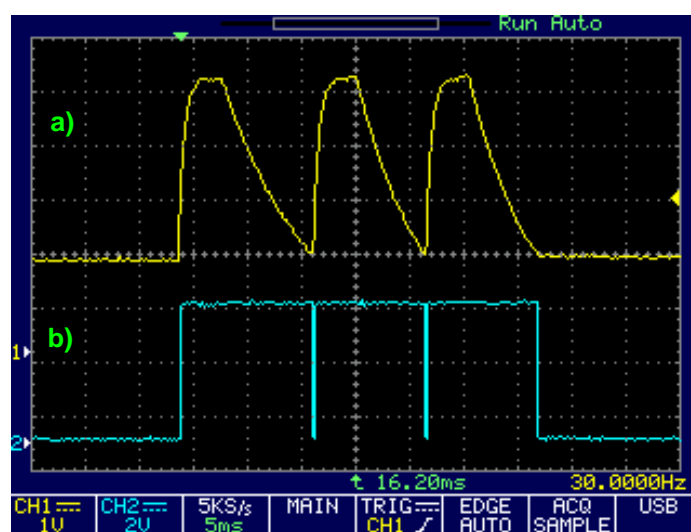 Run Auto
a)
b)
1
2
t 16.20ms 30.0000Hz
CH1 CH2 5KS/s MAIN TRIG EDGE ACQ USB
1V 2V 5ms CH1 AUTO SAMPLE